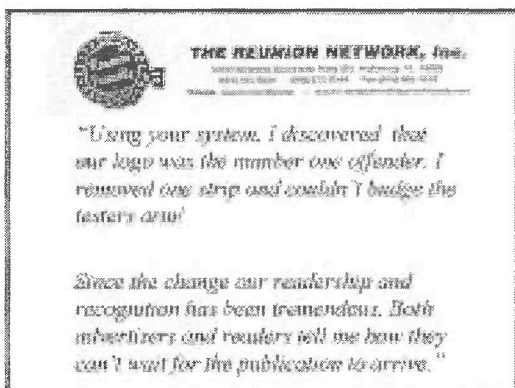 THE REUNION NETWORK, Inc.
"Using your system, I discovered that
our logo was the number one offender. I
removed one strip and couldn't budge the
testers arm!
Since the change our readership and
recognition has been tremendous. Both
advertisers and readers tell me how they
can't wait for the publication to arrive."